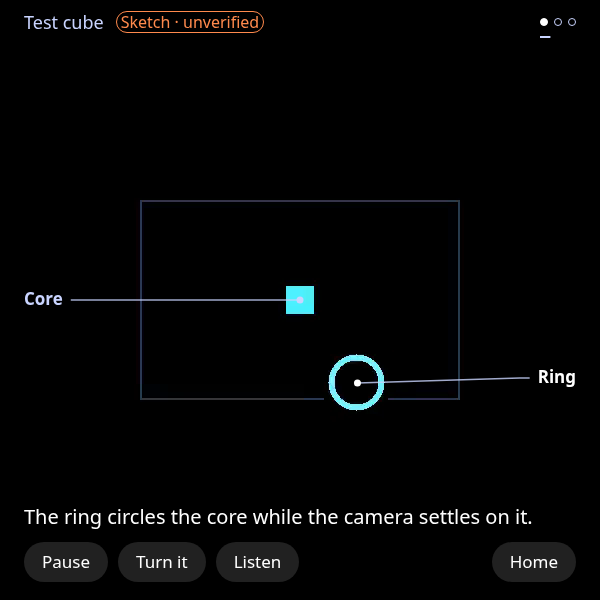 Test cube Sketch · unverified
Core
Ring
The ring circles the core while the camera settles on it.
Pause Turn it Listen Home